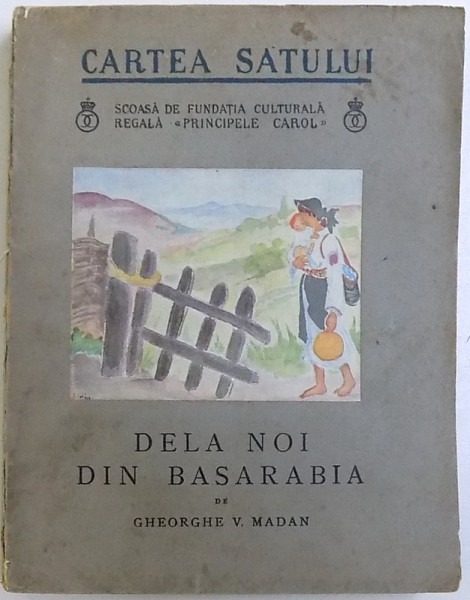 CARTEA SATULUI
SCOASĂ DE FUNDAȚIA CULTURALĂ
REGALĂ «PRINCIPELE CAROL»
DELA NOI
DIN BASARABIA
DE
GHEORGHE V. MADAN